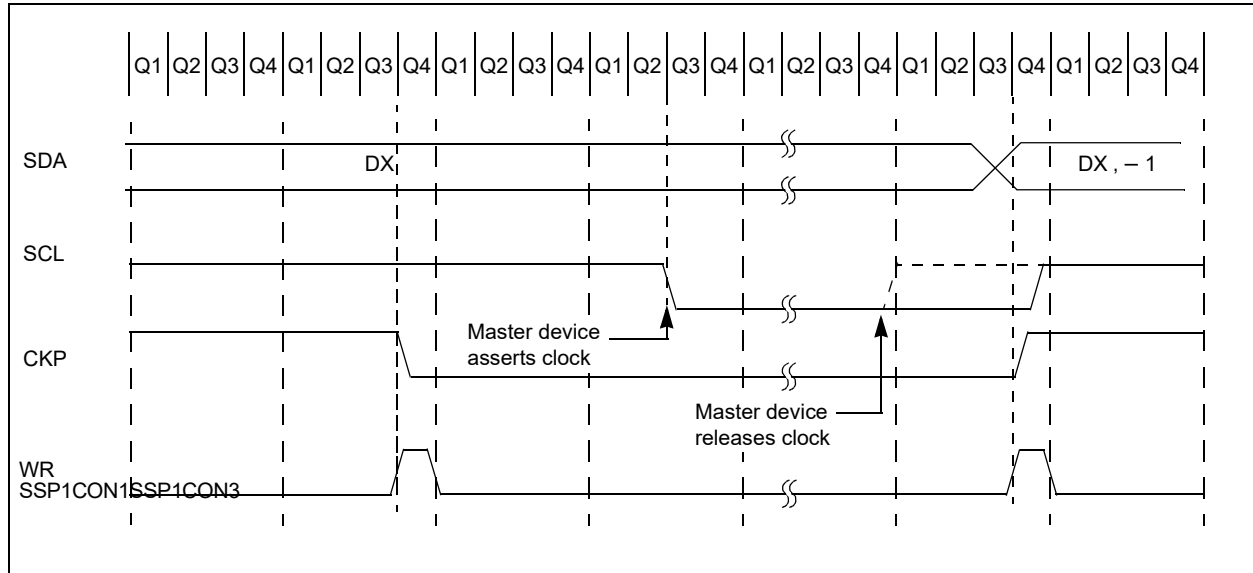 Q1 Q2 Q3 Q4 Q1 Q2 Q3 Q4 Q1 Q2 Q3 Q4 Q1 Q2 Q3 Q4 Q1 Q2 Q3 Q4 Q1 Q2 Q3 Q4 Q1 Q2 Q3 Q4
SDA
DX
DX , – 1
SCL
Master device
asserts clock
CKP
Master device
releases clock
WR
SSP1CON1SSP1CON3